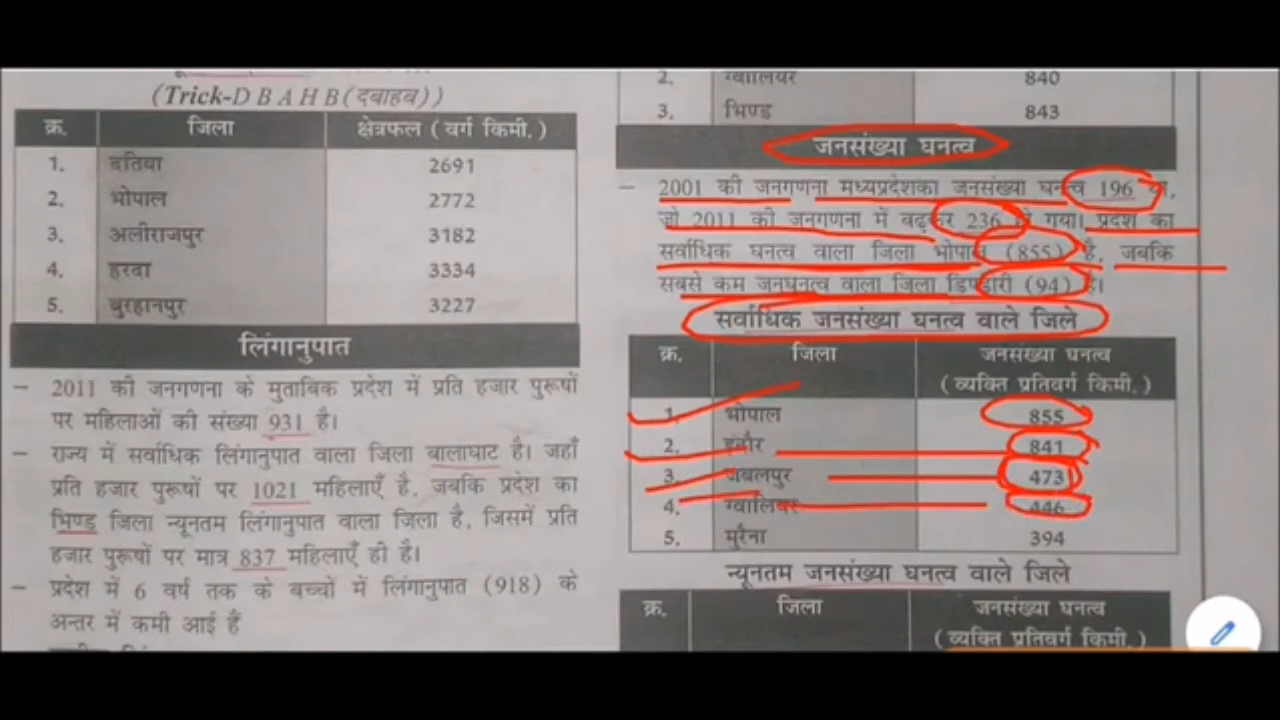 (Trick-D B A H B (दबाहब))
क्र. जिला क्षेत्रफल (वर्ग किमी.)
1. दतिया 2691
2. भोपाल 2772
3. अलीराजपुर 3182
4. हरदा 3334
5. बुरहानपुर 3227
लिंगानुपात
– 2011 की जनगणना के मुताबिक प्रदेश में प्रति हजार पुरूषों
पर महिलाओं की संख्या 931 है।
– राज्य में सर्वाधिक लिंगानुपात वाला जिला बालाघाट है। जहाँ
प्रति हजार पुरूषों पर 1021 महिलाएँ है, जबकि प्रदेश का
भिण्ड जिला न्यूनतम लिंगानुपात वाला जिला है, जिसमें प्रति
हजार पुरूषों पर मात्र 837 महिलाएँ ही है।
– प्रदेश में 6 वर्ष तक के बच्चों में लिंगानुपात (918) के
अन्तर में कमी आई हैं
2. ग्वालियर 840
3. भिण्ड 843
जनसंख्या घनत्व
– 2001 की जनगणना मध्यप्रदेशका जनसंख्या घनत्व 196
जो 2011 की जनगणना में बढ़कर 236 हो गया। प्रदेश का
सर्वाधिक घनत्व वाला जिला भोपाल (855) है, जबकि
सबसे कम जनघनत्व वाला जिला डिण्डोरी (94) है।
सर्वाधिक जनसंख्या घनत्व वाले जिले
क्र. जिला जनसंख्या घनत्व
(व्यक्ति प्रतिवर्ग किमी.)
1. भोपाल 855
2. इंदौर 841
3. जबलपुर 473
4. ग्वालियर 446
5. मुरैना 394
न्यूनतम जनसंख्या घनत्व वाले जिले
क्र. जिला जनसंख्या घनत्व
(व्यक्ति प्रतिवर्ग किमी.)